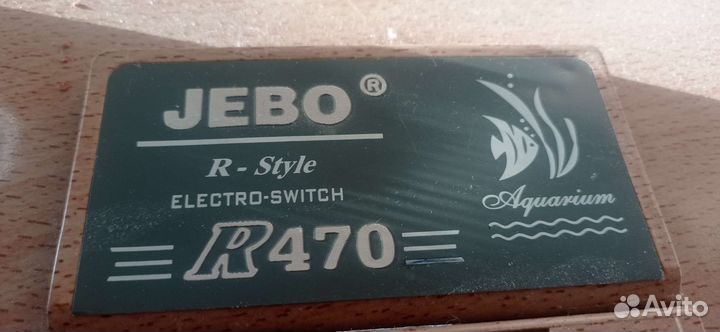 JEBO®
R - Style
ELECTRO-SWITCH
R470
Aquarium
Avito